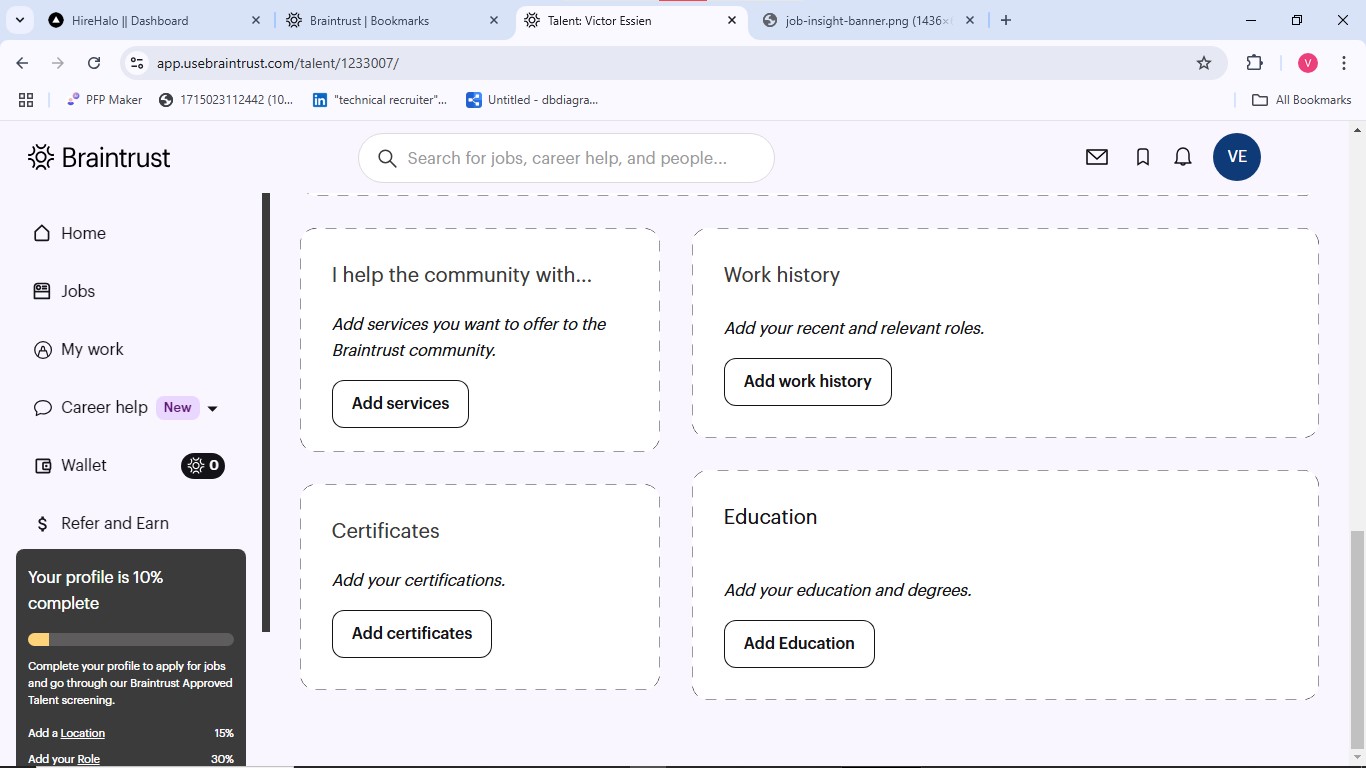 HireHalo || Dashboard
Braintrust | Bookmarks
Talent: Victor Essien
job-insight-banner.png (1436×
app.usebraintrust.com/talent/1233007/
V
PFP Maker
1715023112442 (10...
"technical recruiter"...
Untitled - dbdiagra...
All Bookmarks
Braintrust
Search for jobs, career help, and people...
VE
Home
Jobs
My work
Career help New
Wallet 0
Refer and Earn
Your profile is 10%
complete
Complete your profile to apply for jobs
and go through our Braintrust Approved
Talent screening.
Add a Location 15%
Add your Role 30%
I help the community with...
Add services you want to offer to the
Braintrust community.
Add services
Work history
Add your recent and relevant roles.
Add work history
Certificates
Add your certifications.
Add certificates
Education
Add your education and degrees.
Add Education